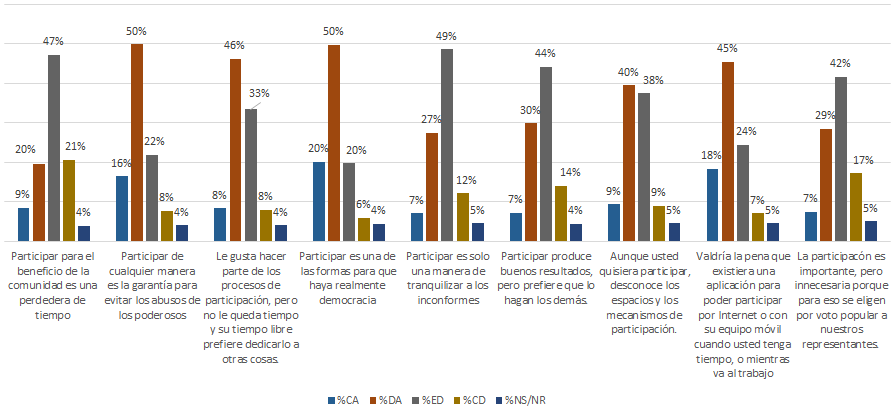 9% 20% 47% 21% 4%
16% 50% 22% 8% 4%
8% 46% 33% 8% 4%
20% 50% 20% 6% 4%
7% 27% 49% 12% 5%
7% 30% 44% 14% 4%
9% 40% 38% 9% 5%
18% 45% 24% 7% 5%
7% 29% 42% 17% 5%
Participar para el
beneficio de la
comunidad es una
perdedera de
tiempo
Participar de
cualquier manera
es la garantía para
evitar los abusos de
los poderosos
Le gusta hacer
parte de los
procesos de
participación, pero
no le queda tiempo
y su tiempo libre
prefiere dedicarlo a
otras cosas.
Participar es una de
las formas para que
haya realmente
democracia
Participar es solo
una manera de
tranquilizar a los
inconformes
Participar produce
buenos resultados,
pero prefiere que lo
hagan los demás.
Aunque usted
quisiera participar,
desconoce los
espacios y los
mecanismos de
participación.
Valdría la pena que
existiera una
aplicación para
poder participar
por Internet o con
su equipo móvil
cuando usted tenga
tiempo, o mientras
va al trabajo
La participacón es
importante, pero
innecesaria porque
para eso se eligen
por voto popular a
nuestros
representantes.
%CA %DA %ED %CD %NS/NR